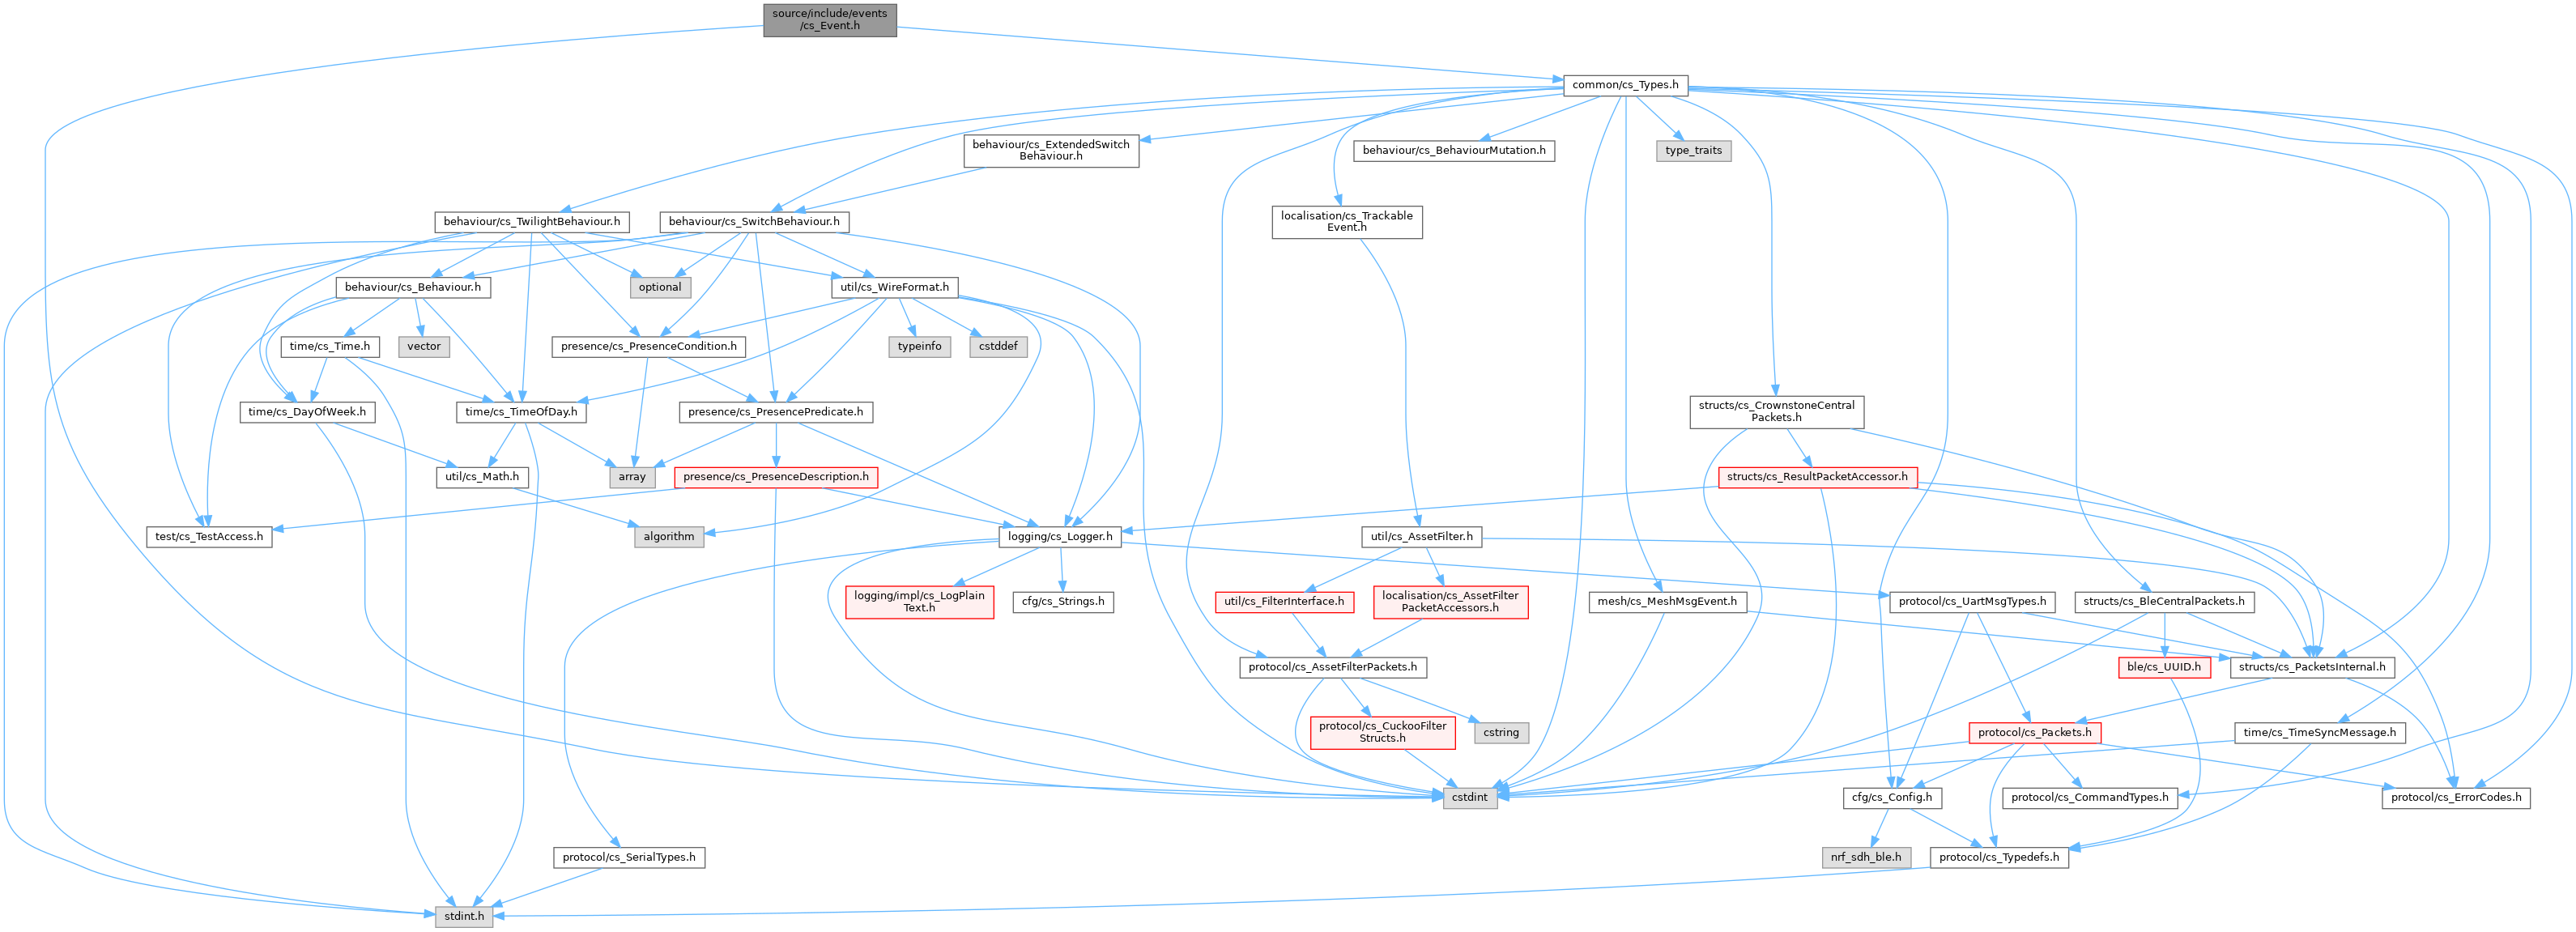 source/include/events
/cs_Event.h
common/cs_Types.h
behaviour/cs_ExtendedSwitch
Behaviour.h
behaviour/cs_BehaviourMutation.h
type_traits
behaviour/cs_TwilightBehaviour.h
behaviour/cs_SwitchBehaviour.h
localisation/cs_Trackable
Event.h
behaviour/cs_Behaviour.h
optional
util/cs_WireFormat.h
time/cs_Time.h
vector
presence/cs_PresenceCondition.h
typeinfo
cstddef
time/cs_DayOfWeek.h
time/cs_TimeOfDay.h
presence/cs_PresencePredicate.h
structs/cs_CrownstoneCentral
Packets.h
util/cs_Math.h
array
presence/cs_PresenceDescription.h
structs/cs_ResultPacketAccessor.h
test/cs_TestAccess.h
algorithm
logging/cs_Logger.h
util/cs_AssetFilter.h
logging/impl/cs_LogPlain
Text.h
cfg/cs_Strings.h
util/cs_FilterInterface.h
localisation/cs_AssetFilter
PacketAccessors.h
mesh/cs_MeshMsgEvent.h
protocol/cs_UartMsgTypes.h
structs/cs_BleCentralPackets.h
protocol/cs_AssetFilterPackets.h
ble/cs_UUID.h
structs/cs_PacketsInternal.h
protocol/cs_CuckooFilter
Structs.h
cstring
protocol/cs_Packets.h
time/cs_TimeSyncMessage.h
cstdint
cfg/cs_Config.h
protocol/cs_CommandTypes.h
protocol/cs_ErrorCodes.h
protocol/cs_SerialTypes.h
nrf_sdh_ble.h
protocol/cs_Typedefs.h
stdint.h